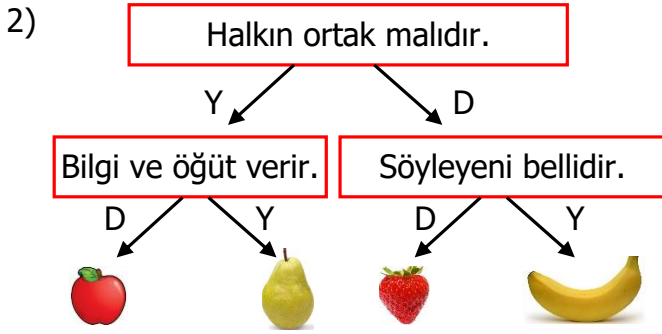 2)
Halkın ortak malıdır.
Y D
Bilgi ve öğüt verir. Söyleyeni bellidir.
D Y D Y